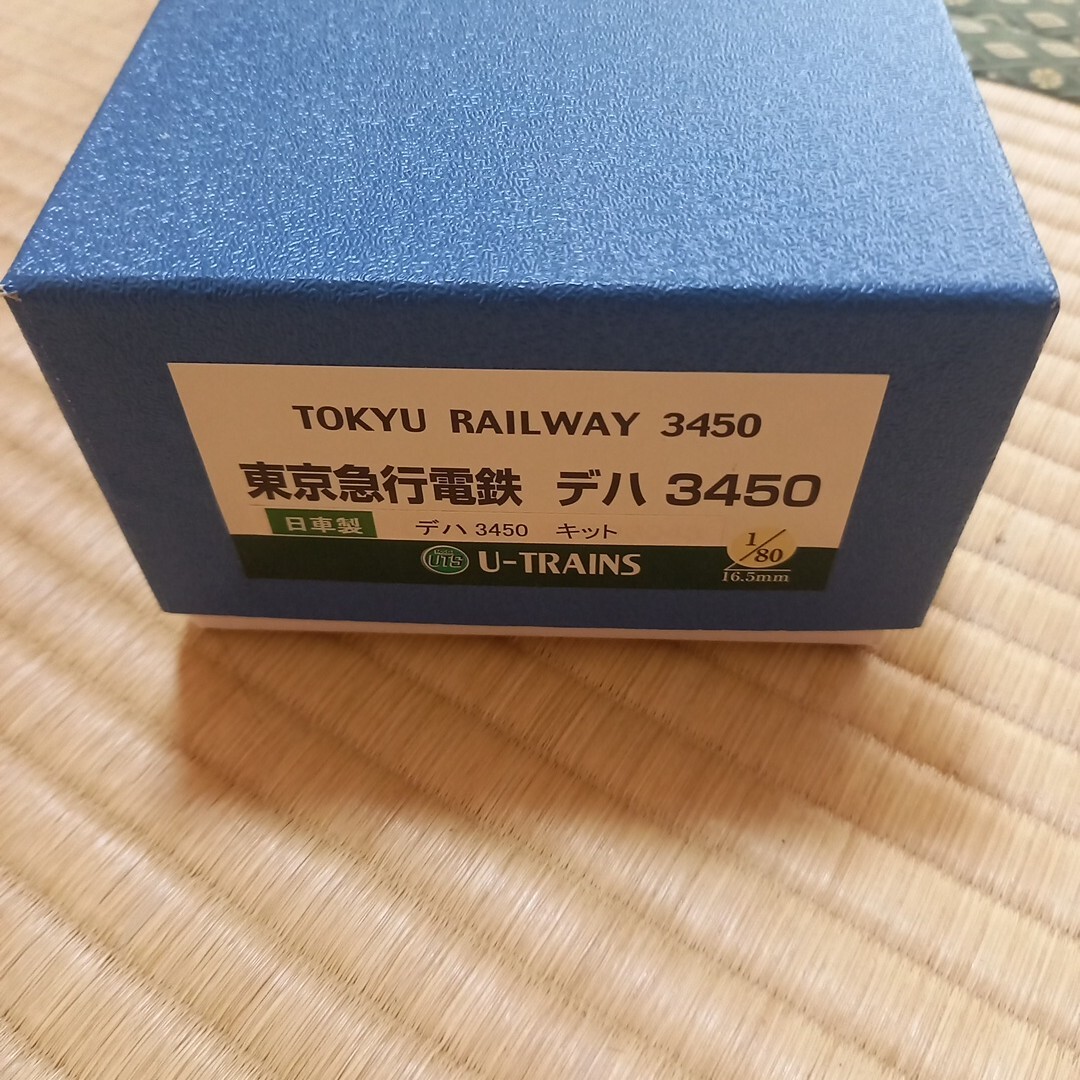 TOKYU RAILWAY 3450
東京急行電鉄 デハ 3450
日車製 デハ 3450 キット
UTS U-TRAINS
1/80
16.5mm